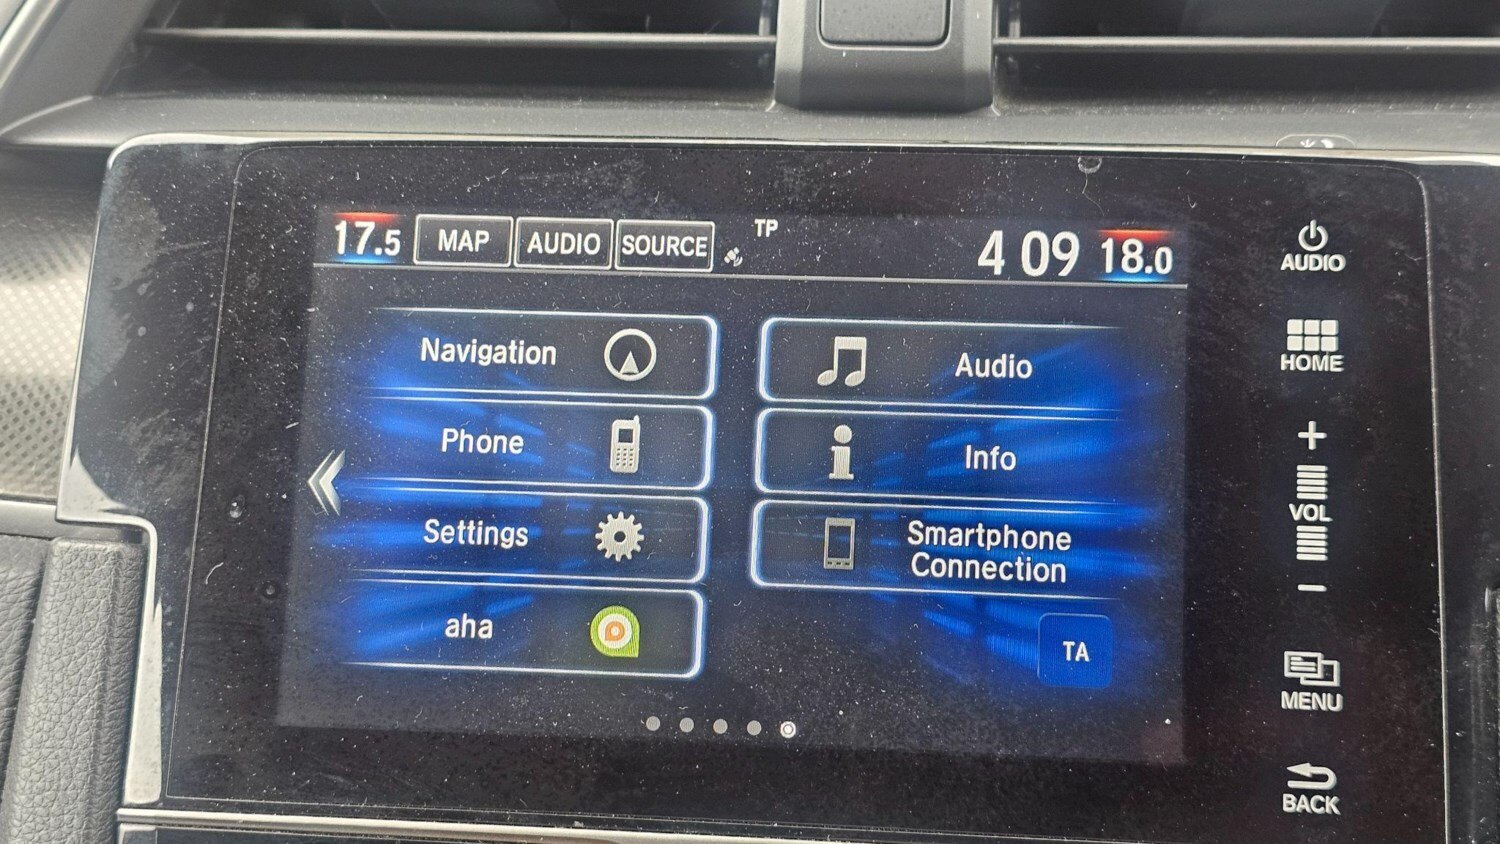 17.5 MAP AUDIO SOURCE TP 4 09 18.0
AUDIO
Navigation
Audio
HOME
Phone
Info
VOL
Settings
Smartphone
Connection
aha
TA
MENU
BACK